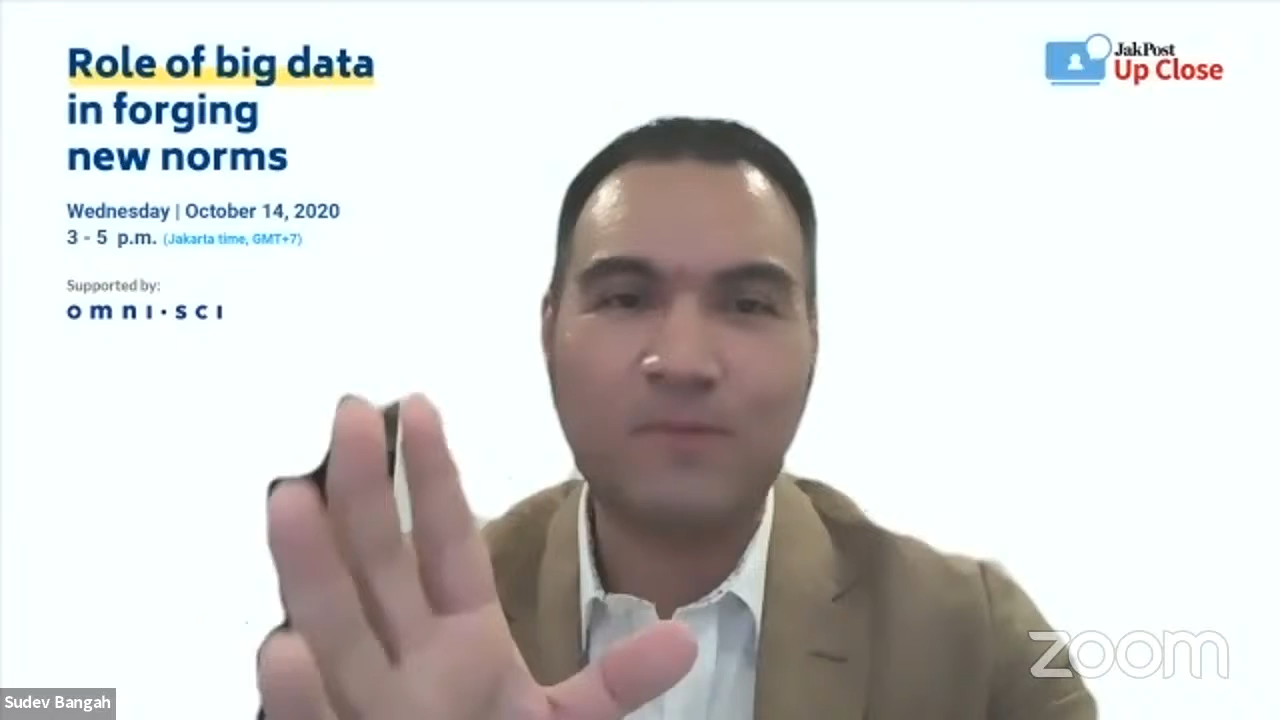 Role of big data
in forging
new norms
Wednesday | October 14, 2020
3 - 5 p.m. (Jakarta time, GMT+7)
Supported by:
omni·sci
JakPost
Up Close
zoom
Sudev Bangah